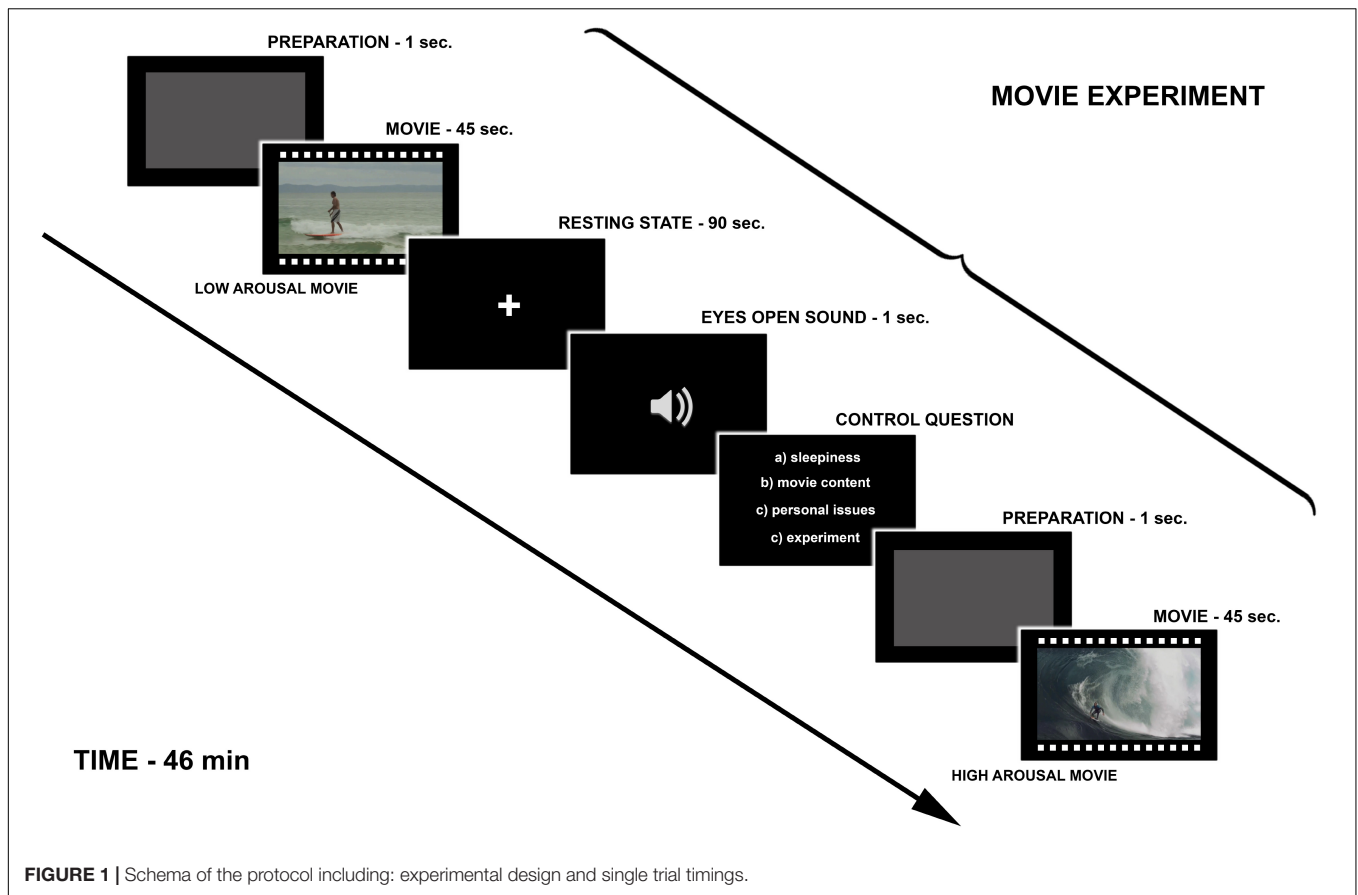 PREPARATION - 1 sec.
MOVIE EXPERIMENT
MOVIE - 45 sec.
RESTING STATE - 90 sec.
LOW AROUSAL MOVIE
EYES OPEN SOUND - 1 sec.
CONTROL QUESTION
a) sleepiness
b) movie content
c) personal issues
c) experiment
PREPARATION - 1 sec.
MOVIE - 45 sec.
TIME - 46 min
HIGH AROUSAL MOVIE
FIGURE 1 | Schema of the protocol including: experimental design and single trial timings.